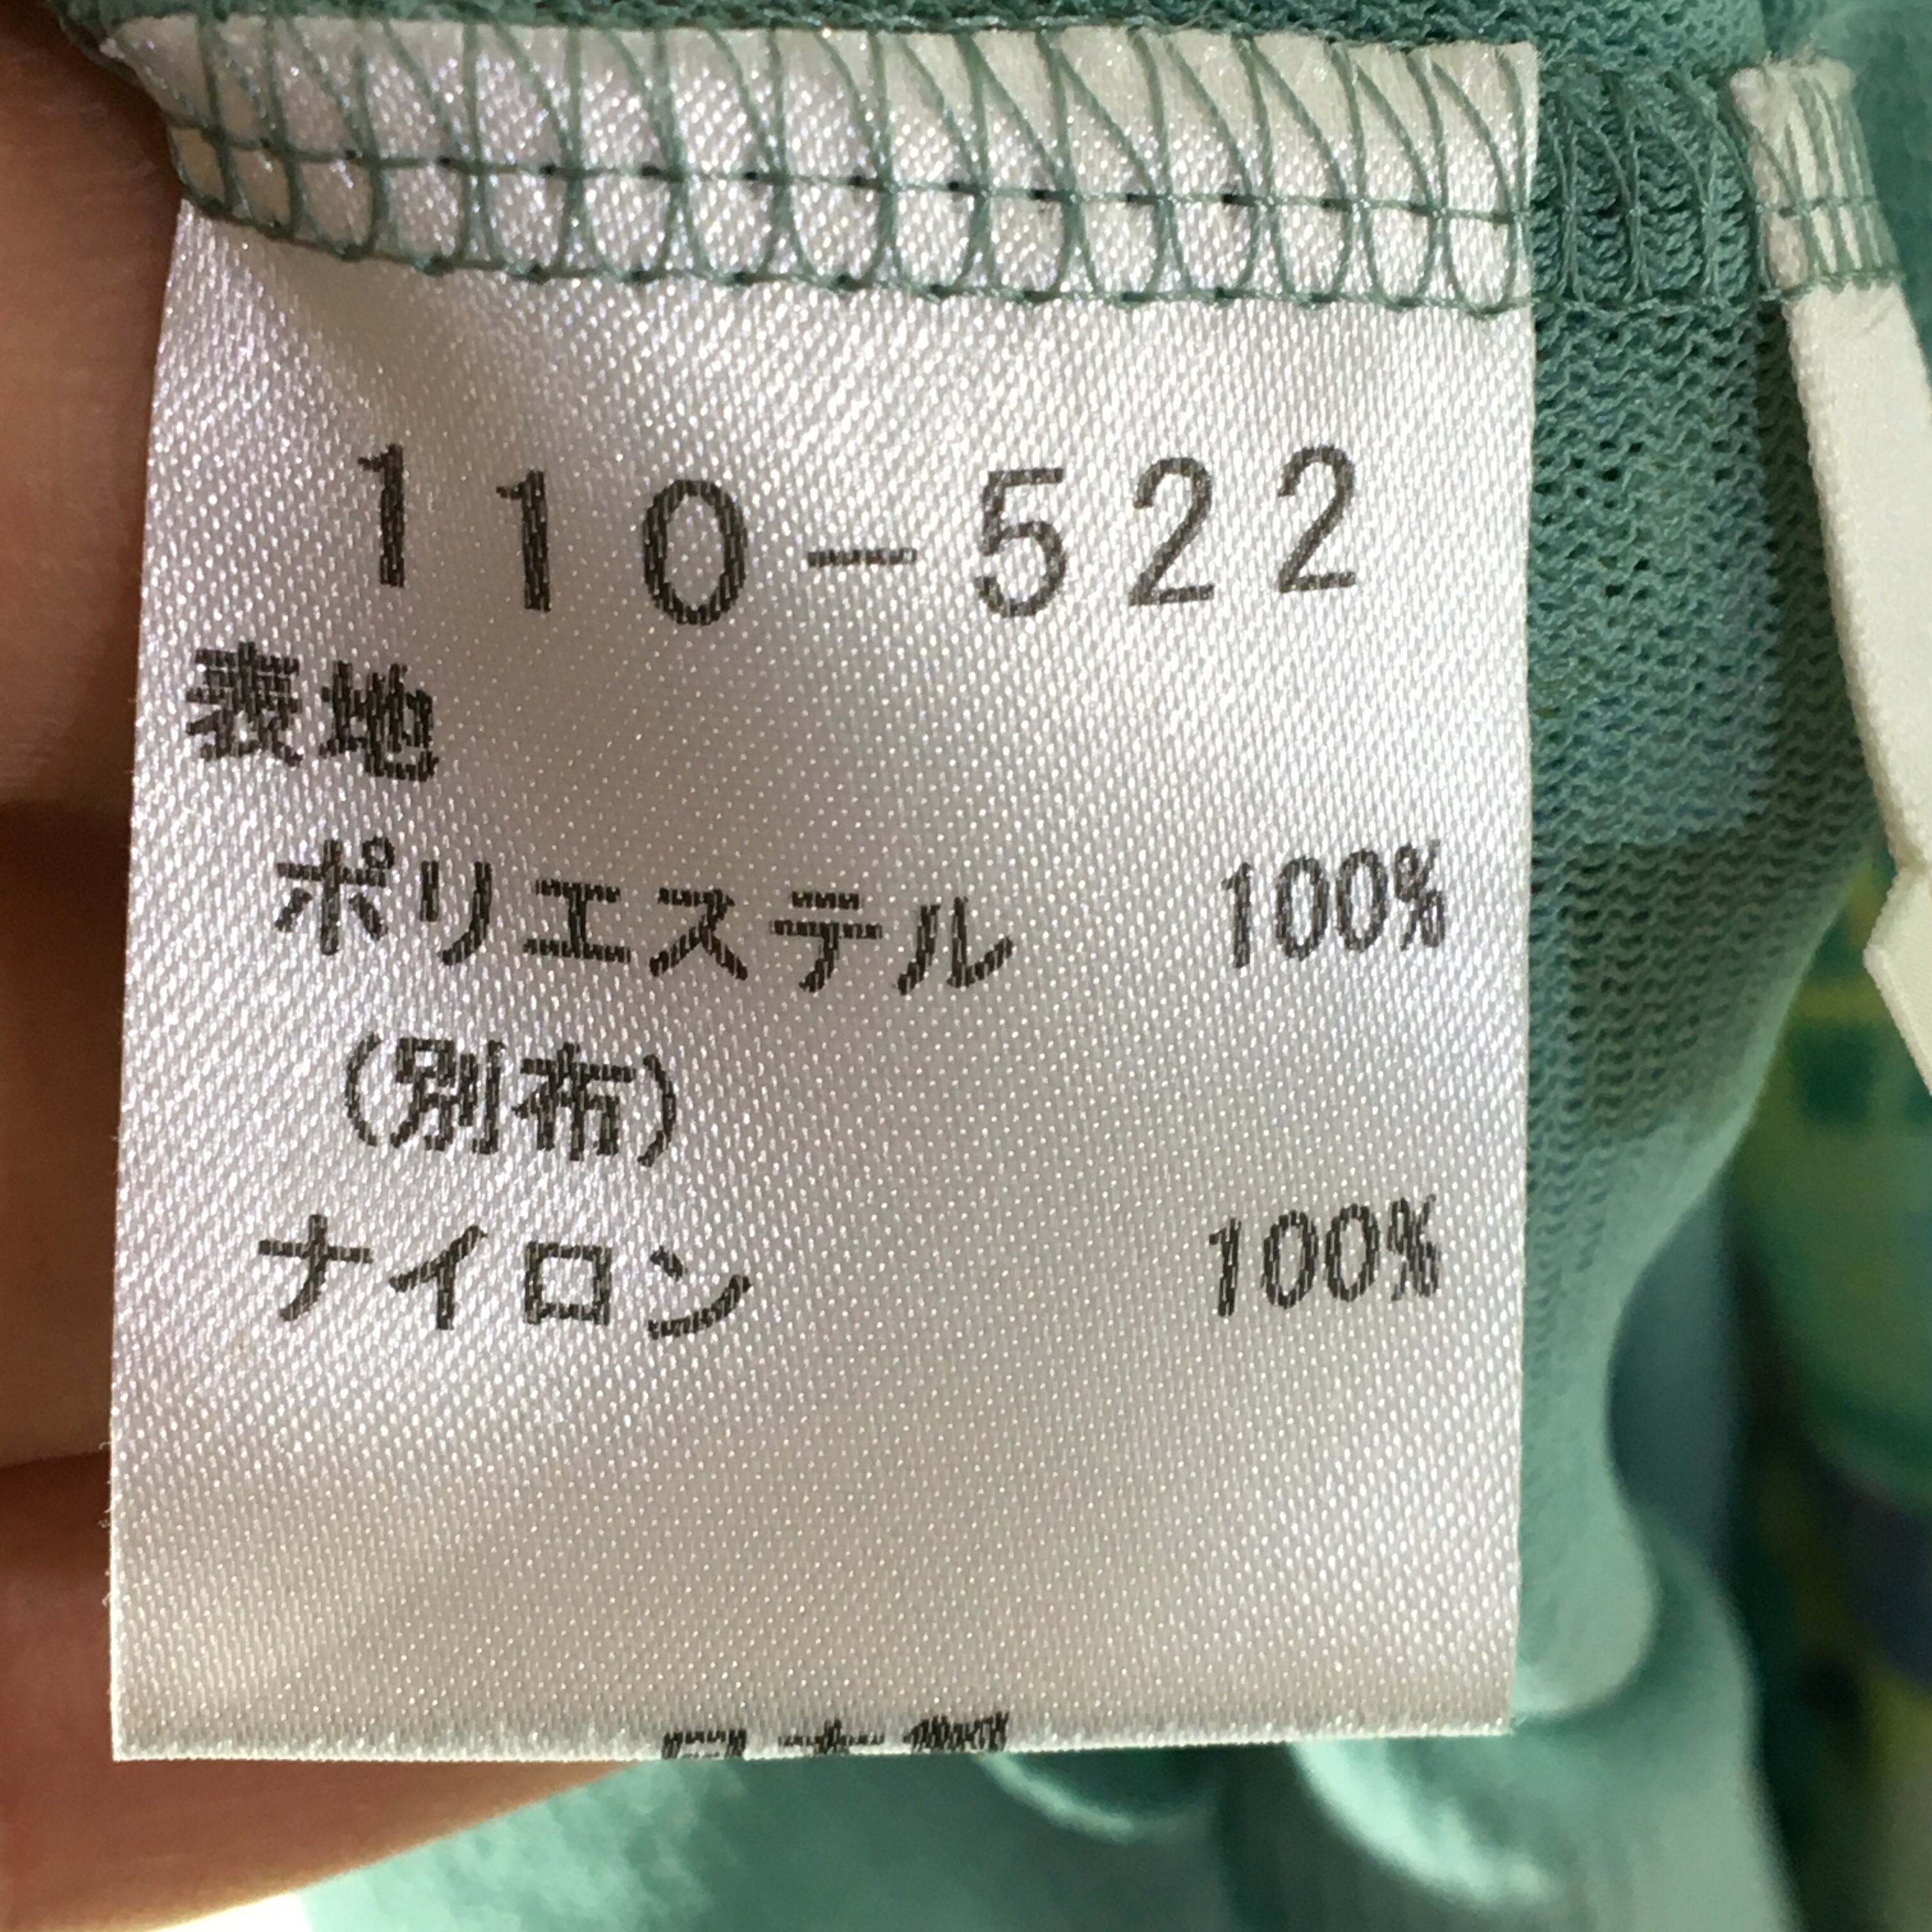 110-522
表地
ポリエステル 100%
(別布)
ナイロン 100%